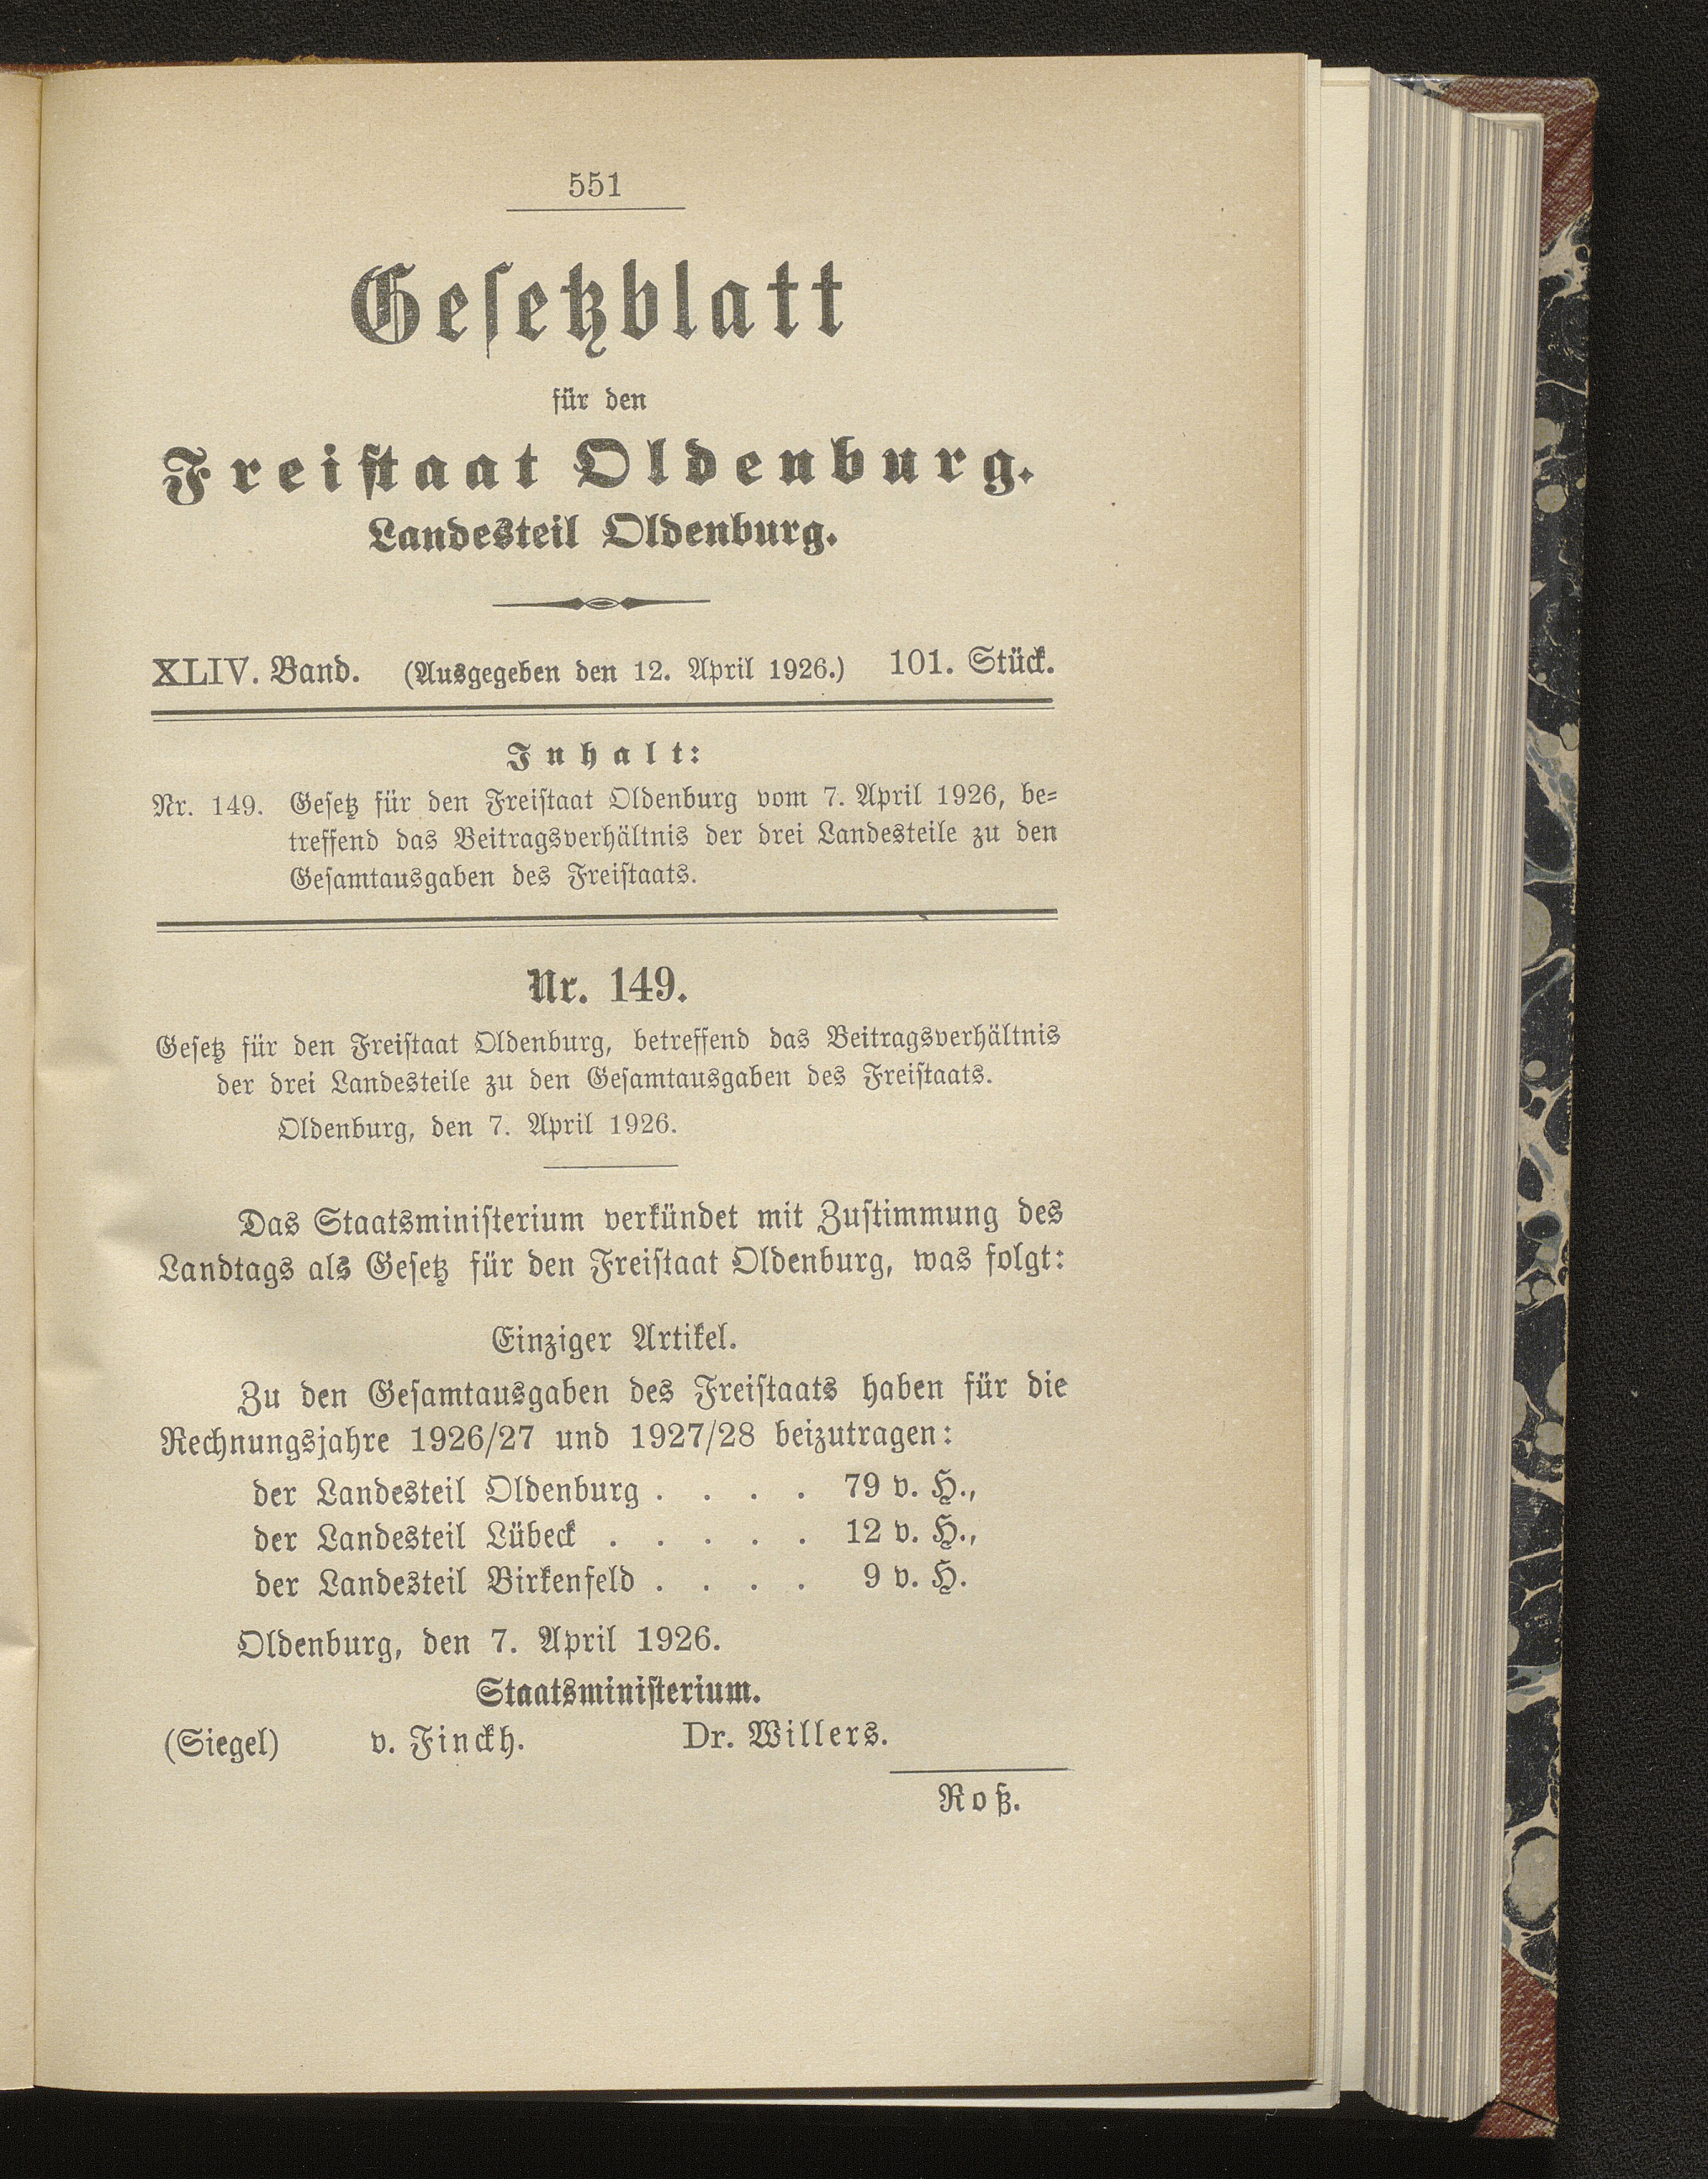 551
Gesetzblatt
für den
Freistaat Oldenburg.
Landesteil Oldenburg.
XLIV. Band. (Ausgegeben den 12. April 1926.) 101. Stück.
Inhalt:
Nr. 149. Gesetz für den Freistaat Oldenburg vom 7. April 1926, be=
treffend das Beitragsverhältnis der drei Landesteile zu den
Gesamtausgaben des Freistaats.
Nr. 149.
Gesetz für den Freistaat Oldenburg, betreffend das Beitragsverhältnis
der drei Landesteile zu den Gesamtausgaben des Freistaats.
Oldenburg, den 7. April 1926.
Das Staatsministerium verkündet mit Zustimmung des
Landtags als Gesetz für den Freistaat Oldenburg, was folgt:
Einziger Artikel.
Zu den Gesamtausgaben des Freistaats haben für die
Rechnungsjahre 1926/27 und 1927/28 beizutragen:
der Landesteil Oldenburg . . . . 79 v. H.,
der Landesteil Lübeck . . . . . 12 v. H.,
der Landesteil Birkenfeld . . . . 9 v. H.
Oldenburg, den 7. April 1926.
Staatsministerium.
(Siegel) v. Finckh. Dr. Willers.
Roß.